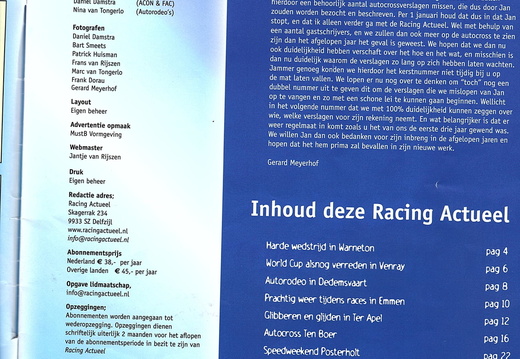 Daniel Damstra (ACON & FAC)
Nina van Tongerlo (Autorodeo's)
Fotografen
Daniel Damstra
Bart Smeets
Patrick Huisman
Frans van Rijszen
Marc van Tongerlo
Frank Dorau
Gerard Meyerhof
Layout
Eigen beheer
Advertentie opmaak
MustB Vormgeving
Webmaster
Jantje van Rijszen
Druk
Eigen beheer
Redactie adres;
Racing Actueel
Skagerrak 234
9933 SZ Delfzijl
www.racingactueel.nl
info@racingactueel.nl
Abonnementsprijs
Nederland € 38,- per jaar
Overige landen € 45,- per jaar
Opgave lidmaatschap,
info@racingactueel.nl
Opzeggingen;
Abonnementen worden aangegaan tot
wederopzegging. Opzeggingen dienen
schriftelijk uiterlijk 2 maanden voor het aflopen
van de abonnementsperiode in bezit te zijn van
Racing Actueel
hierdoor een behoorlijk aantal autocrossverslagen missen, die dus door Jan
zouden worden bezocht en beschreven. Per 1 januari houd dat dus in dat Jan
stopt, en dat ik alleen verder ga met de Racing Actueel. Wel met behulp van
een aantal gastschrijvers, en we zullen dan ook meer op de autocross te zien
zijn dan het afgelopen jaar het geval is geweest. We hopen dat we dan nu
ook duidelijkheid hebben verschaft over het hoe en het wat, en misschien is
dan nu duidelijk waarom de verslagen zo lang op zich hebben laten wachten.
Jammer genoeg konden we hierdoor het kerstnummer niet tijdig bij u op
de mat laten vallen. We lopen er nu nog over te denken om "toch" nog een
dubbel nummer uit te geven dit om de verslagen die we mislopen van Jan
op te vangen en zo met een schone lei te kunnen gaan beginnen. Wellicht
in het volgende nummer dat we met 100% duidelijkheid kunnen zeggen over
wie, welke verslagen voor zijn rekening neemt. En wat belangrijker is dat er
weer regelmaat in komt zoals u het van ons de eerste drie jaar gewend was.
We willen Jan dan ook bedanken voor zijn inbreng in de afgelopen jaren en
hopen dat het hem prima zal bevallen in zijn nieuwe werk.
Gerard Meyerhof
Inhoud deze Racing Actueel
Harde wedstrijd in Warneton pag 4
World Cup alsnog verreden in Venray pag 6
Autorodeo in Dedemsvaart pag 8
Prachtig weer tijdens races in Emmen pag 10
Glibberen en glijden in Ter Apel pag 12
Autocross Ten Boer pag 16
Speedweekend Posterholt pag 22